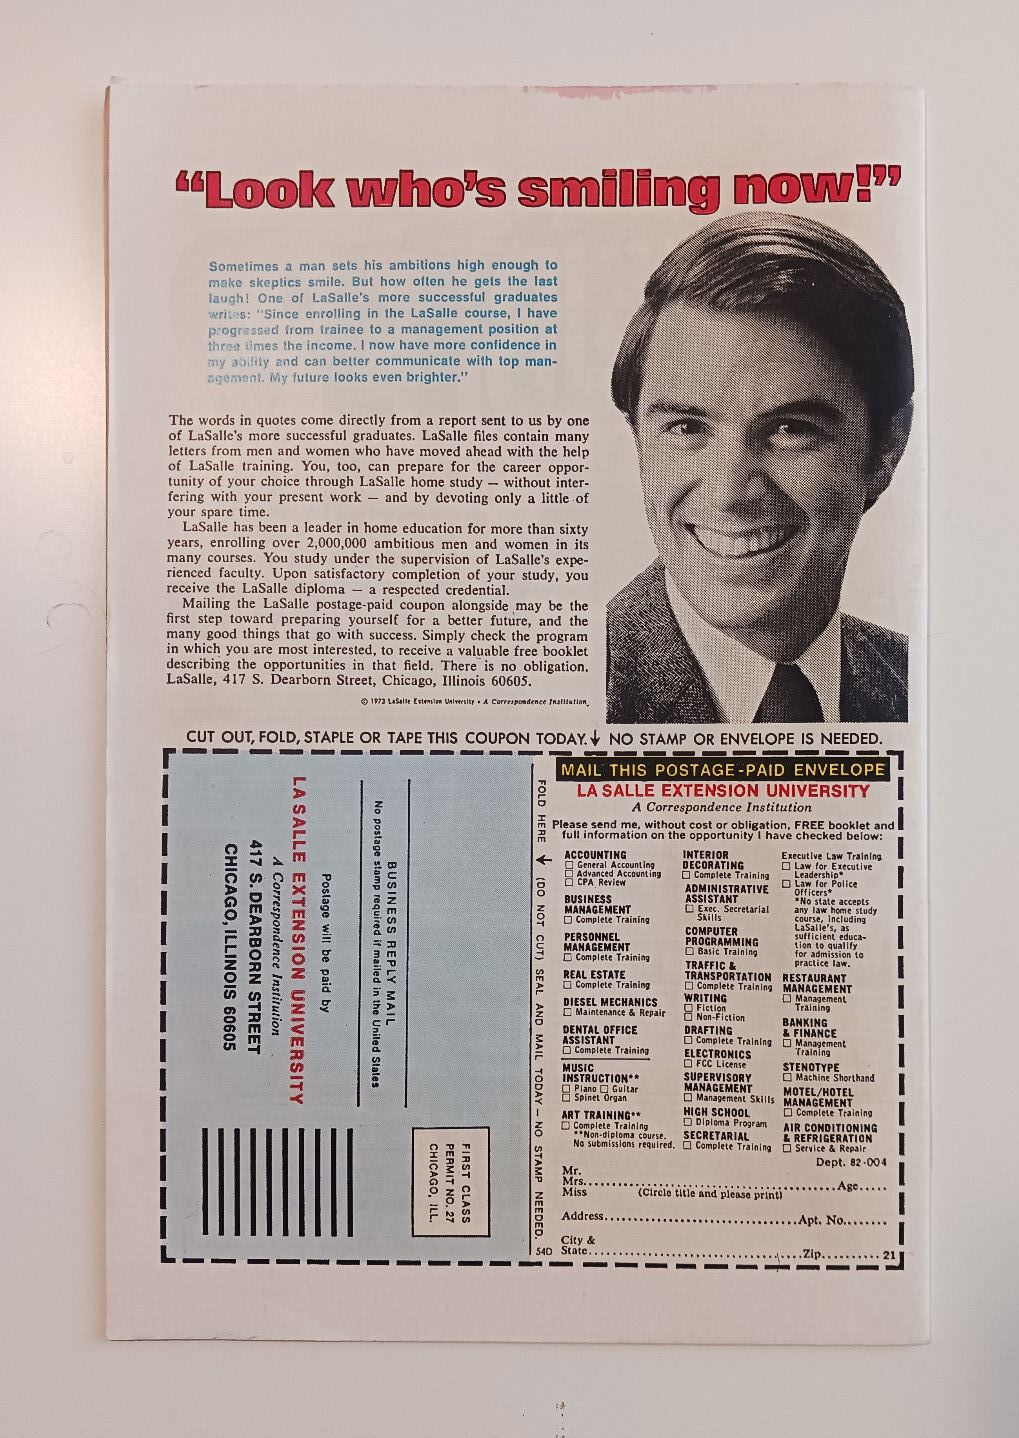 “Look who’s smiling now!”
Sometimes a man sets his ambitions high enough to
make skeptics smile. But how often he gets the last
laugh! One of LaSalle's more successful graduates
writes: "Since enrolling in the LaSalle course, I have
progressed from trainee to a management position at
three times the income. I now have more confidence in
my ability and can better communicate with top man-
agement. My future looks even brighter."
The words in quotes come directly from a report sent to us by one
of LaSalle's more successful graduates. LaSalle files contain many
letters from men and women who have moved ahead with the help
of LaSalle training. You, too, can prepare for the career oppor-
tunity of your choice through LaSalle home study — without inter-
fering with your present work — and by devoting only a little of
your spare time.
LaSalle has been a leader in home education for more than sixty
years, enrolling over 2,000,000 ambitious men and women in its
many courses. You study under the supervision of LaSalle's expe-
rienced faculty. Upon satisfactory completion of your study, you
receive the LaSalle diploma — a respected credential.
Mailing the LaSalle postage-paid coupon alongside may be the
first step toward preparing yourself for a better future, and the
many good things that go with success. Simply check the program
in which you are most interested, to receive a valuable free booklet
describing the opportunities in that field. There is no obligation.
LaSalle, 417 S. Dearborn Street, Chicago, Illinois 60605.
© 1973 LaSalle Extension University • A Correspondence Institution,
CUT OUT, FOLD, STAPLE OR TAPE THIS COUPON TODAY.↓ NO STAMP OR ENVELOPE IS NEEDED.
BUSINESS REPLY MAIL
No postage stamp required if mailed in the United States
Postage will be paid by
LA SALLE EXTENSION UNIVERSITY
A Correspondence Institution
417 S. DEARBORN STREET
CHICAGO, ILLINOIS 60605
FIRST CLASS
PERMIT NO. 27
CHICAGO, ILL.
FOLD HERE ↓ (DO NOT CUT) SEAL AND MAIL TODAY—NO STAMP NEEDED.
54D
MAIL THIS POSTAGE-PAID ENVELOPE
LA SALLE EXTENSION UNIVERSITY
A Correspondence Institution
Please send me, without cost or obligation, FREE booklet and
full information on the opportunity I have checked below:
ACCOUNTING
☐ General Accounting
☐ Advanced Accounting
☐ CPA Review
BUSINESS
MANAGEMENT
☐ Complete Training
PERSONNEL
MANAGEMENT
☐ Complete Training
REAL ESTATE
☐ Complete Training
DIESEL MECHANICS
☐ Maintenance & Repair
DENTAL OFFICE
ASSISTANT
☐ Complete Training
MUSIC
INSTRUCTION**
☐ Piano ☐ Guitar
☐ Spinet Organ
ART TRAINING**
☐ Complete Training
**Non-diploma course.
No submissions required.
INTERIOR
DECORATING
☐ Complete Training
ADMINISTRATIVE
ASSISTANT
☐ Exec. Secretarial
Skills
COMPUTER
PROGRAMMING
☐ Basic Training
TRAFFIC &
TRANSPORTATION
☐ Complete Training
WRITING
☐ Fiction
☐ Non-Fiction
DRAFTING
☐ Complete Training
ELECTRONICS
☐ FCC License
SUPERVISORY
MANAGEMENT
☐ Management Skills
HIGH SCHOOL
☐ Diploma Program
SECRETARIAL
☐ Complete Training
Executive Law Training
☐ Law for Executive
Leadership*
☐ Law for Police
Officers*
*No state accepts
any law home study
course, including
LaSalle's, as
sufficient educa-
tion to qualify
for admission to
practice law.
RESTAURANT
MANAGEMENT
☐ Management
Training
BANKING
& FINANCE
☐ Management
Training
STENOTYPE
☐ Machine Shorthand
MOTEL/HOTEL
MANAGEMENT
☐ Complete Training
AIR CONDITIONING
& REFRIGERATION
☐ Service & Repair
Dept. 82-004
Mr.
Mrs. Age
Miss (Circle title and please print)
Address Apt. No.
City &
State Zip 21